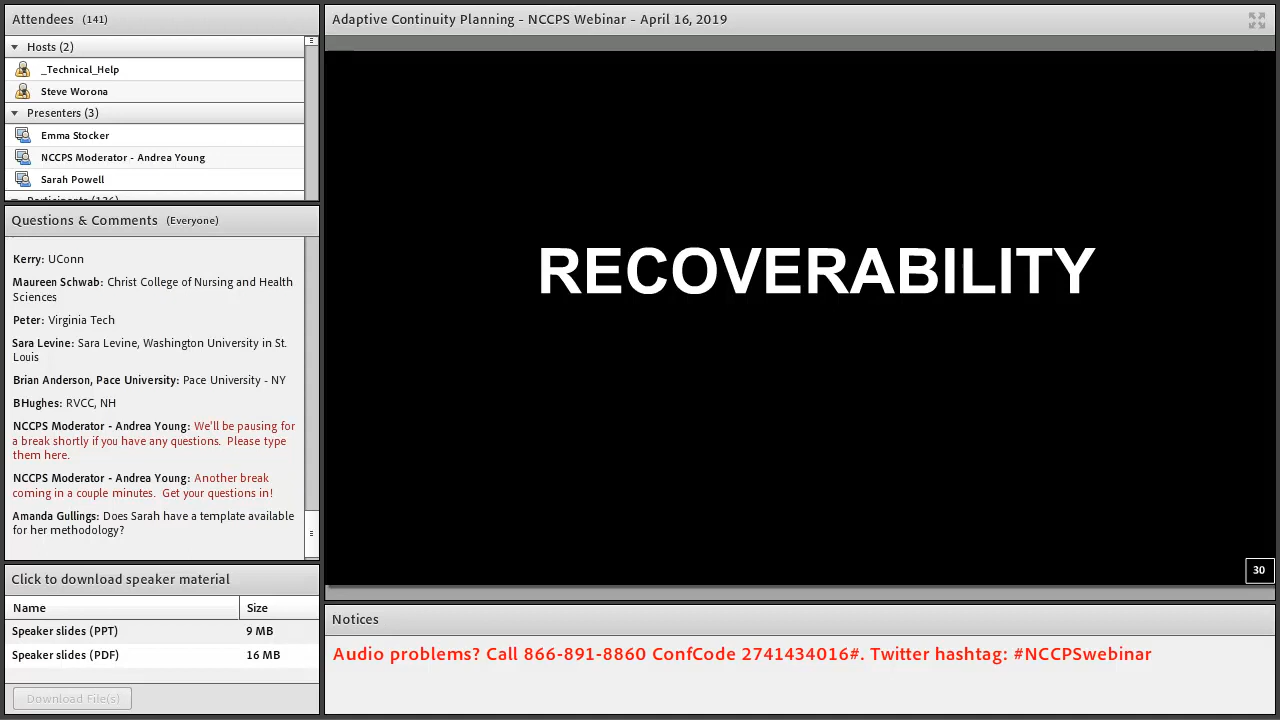 Attendees (141)
Hosts (2)
_Technical_Help
Steve Worona
Presenters (3)
Emma Stocker
NCCPS Moderator - Andrea Young
Sarah Powell
Participants (136)
Questions & Comments (Everyone)
Kerry: UConn
Maureen Schwab: Christ College of Nursing and Health
Sciences
Peter: Virginia Tech
Sara Levine: Sara Levine, Washington University in St.
Louis
Brian Anderson, Pace University: Pace University - NY
BHughes: RVCC, NH
NCCPS Moderator - Andrea Young: We'll be pausing for
a break shortly if you have any questions. Please type
them here.
NCCPS Moderator - Andrea Young: Another break
coming in a couple minutes. Get your questions in!
Amanda Gullings: Does Sarah have a template available
for her methodology?
Click to download speaker material
Name Size
Speaker slides (PPT) 9 MB
Speaker slides (PDF) 16 MB
Download File(s)
Adaptive Continuity Planning - NCCPS Webinar - April 16, 2019
RECOVERABILITY
30
Notices
Audio problems? Call 866-891-8860 ConfCode 2741434016#. Twitter hashtag: #NCCPSwebinar